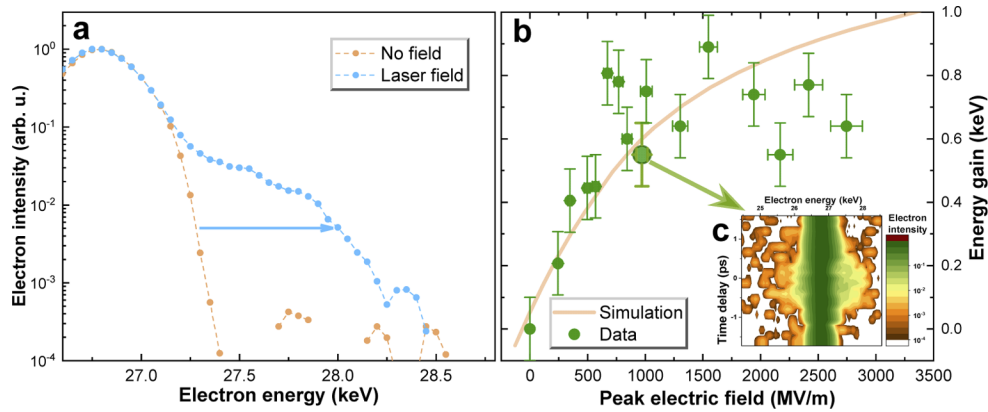 a
No field
Laser field
10^0
10^-1
10^-2
10^-3
10^-4
Electron intensity (arb. u.)
27.0
27.5
28.0
28.5
Electron energy (keV)
b
1.0
0.8
0.6
0.4
0.2
0.0
Energy gain (keV)
Simulation
Data
0
500
1000
1500
2000
2500
3000
3500
Peak electric field (MV/m)
c
Electron energy (keV)
25
26
27
28
Time delay (ps)
1
0
-1
Electron
intensity
10^-1
10^-2
10^-3
10^-4